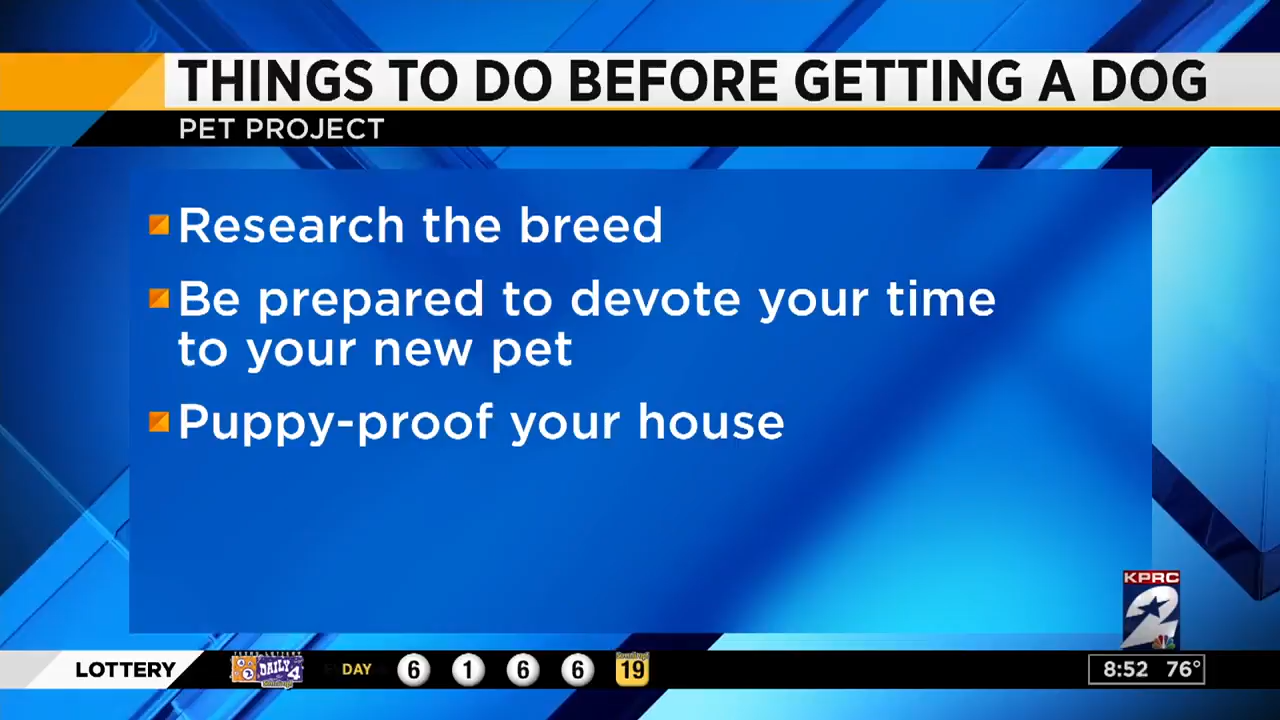 THINGS TO DO BEFORE GETTING A DOG
PET PROJECT
Research the breed
Be prepared to devote your time
to your new pet
Puppy-proof your house
KPRC
2
LOTTERY
DAILY 4
DAY
6 1 6 6 19
8:52 76°